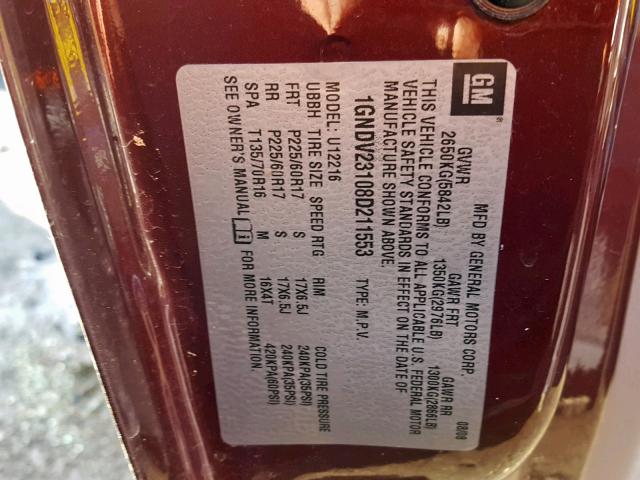 GM
MFD BY GENERAL MOTORS CORP. 08/08
GVWR GAWR FRT GAWR RR
2650KG(5842LB) 1350KG(2976LB) 1300KG(2866LB)
THIS VEHICLE CONFORMS TO ALL APPLICABLE U.S. FEDERAL MOTOR
VEHICLE SAFETY STANDARDS IN EFFECT ON THE DATE OF
MANUFACTURE SHOWN ABOVE.
1GNDV23108D211553 TYPE: M.P.V.
MODEL: U12216
UBBH TIRE SIZE SPEED RTG RIM COLD TIRE PRESSURE
FRT P225/60R17 S 17X6.5J 240KPA(35PSI)
RR P225/60R17 S 17X6.5J 240KPA(35PSI)
SPA T135/70R16 M 16X4T 420KPA(60PSI)
SEE OWNER'S MANUAL FOR MORE INFORMATION.